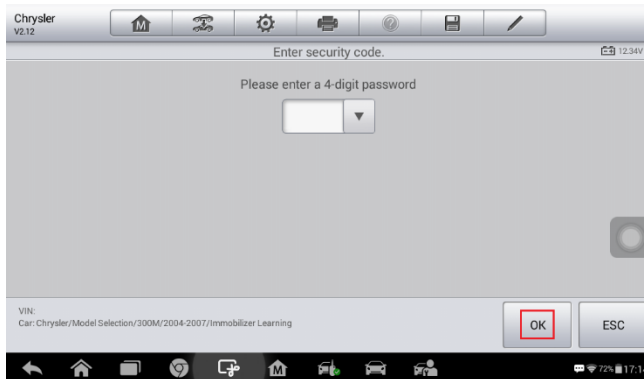 Chrysler
V2.12
M
Enter security code.
12.34V
Please enter a 4-digit password
VIN:
Car: Chrysler/Model Selection/300M/2004-2007/Immobilizer Learning
OK
ESC
M
72%